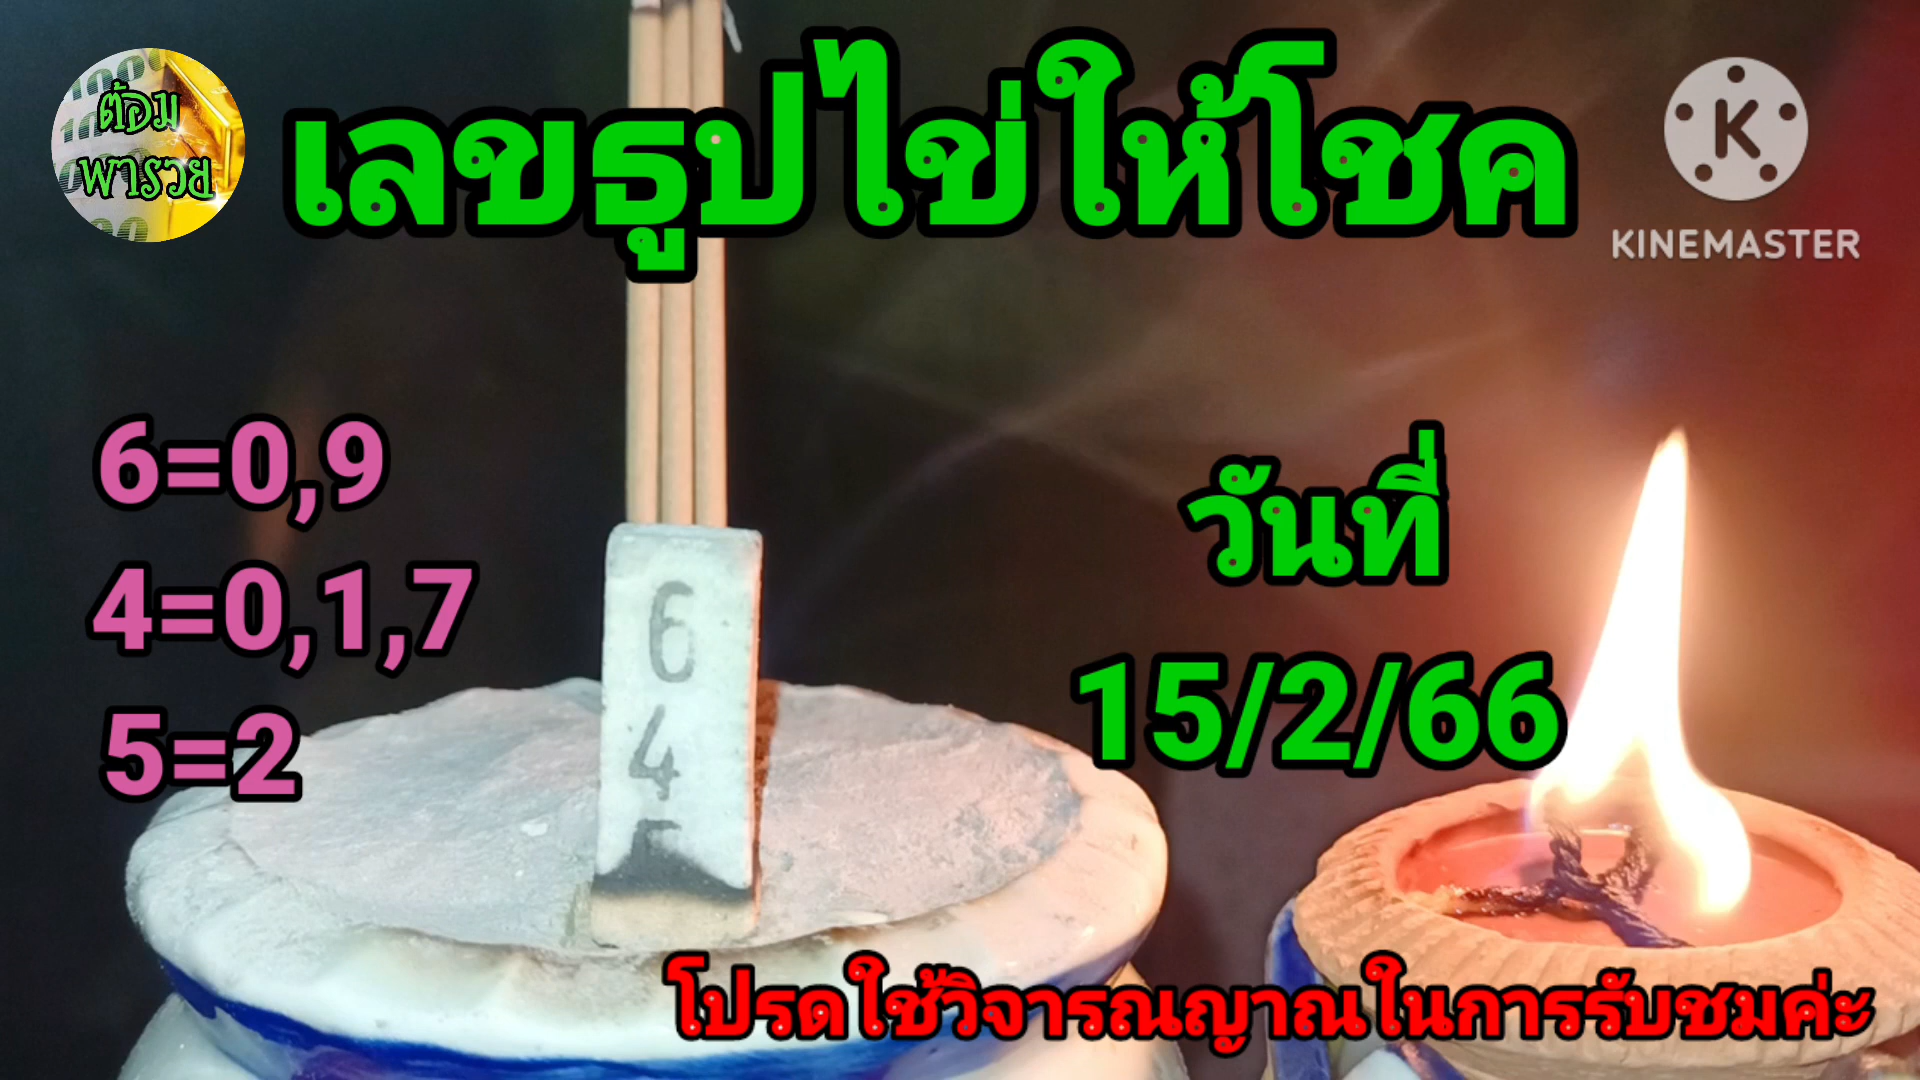 ต้อม
พารวย
เลขธูปไข่ให้โชค
KINEMASTER
6=0,9
4=0,1,7
5=2
6
4
5
วันที่
15/2/66
โปรดใช้วิจารณญาณในการรับชมค่ะ